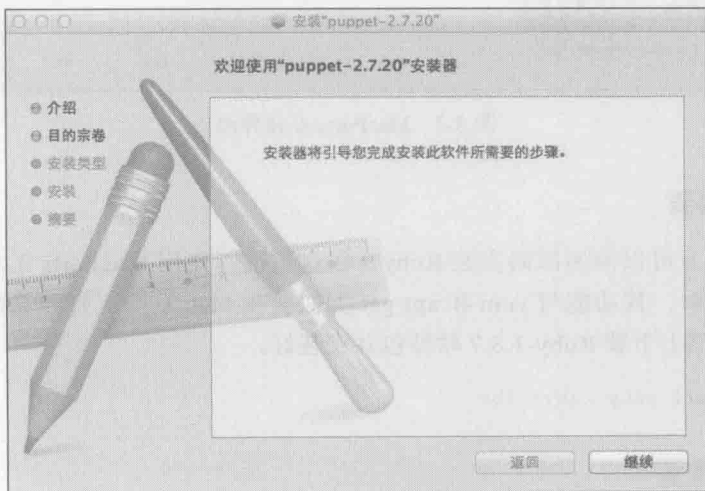 安装“puppet-2.7.20”
欢迎使用“puppet-2.7.20”安装器
介绍
目的宗卷
安装类型
安装
摘要
安装器将引导您完成安装此软件所需要的步骤。
返回
继续